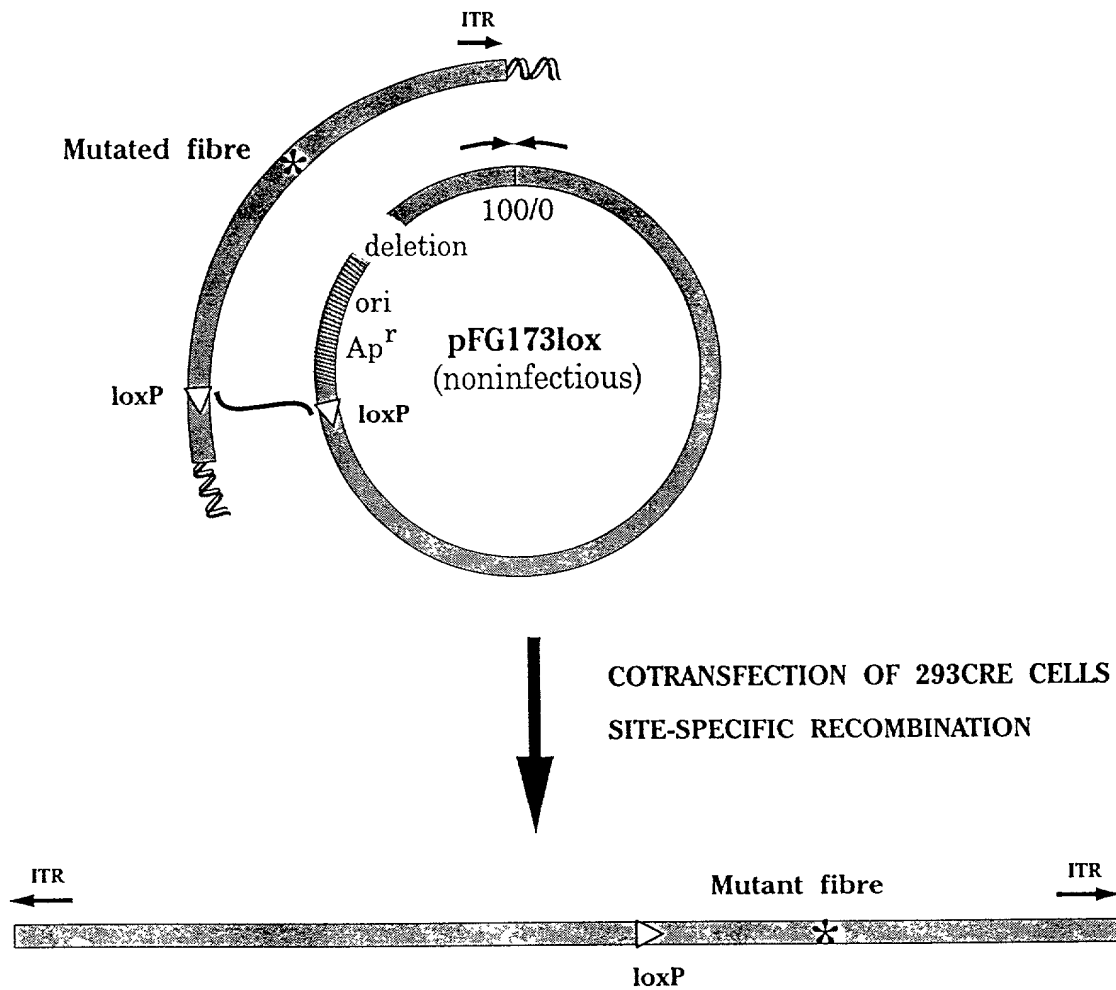 ITR
Mutated fibre
100/0
deletion
ori
Apr
pFG173lox
(noninfectious)
loxP
loxP
COTRANSFECTION OF 293CRE CELLS
SITE-SPECIFIC RECOMBINATION
ITR
Mutant fibre
ITR
loxP